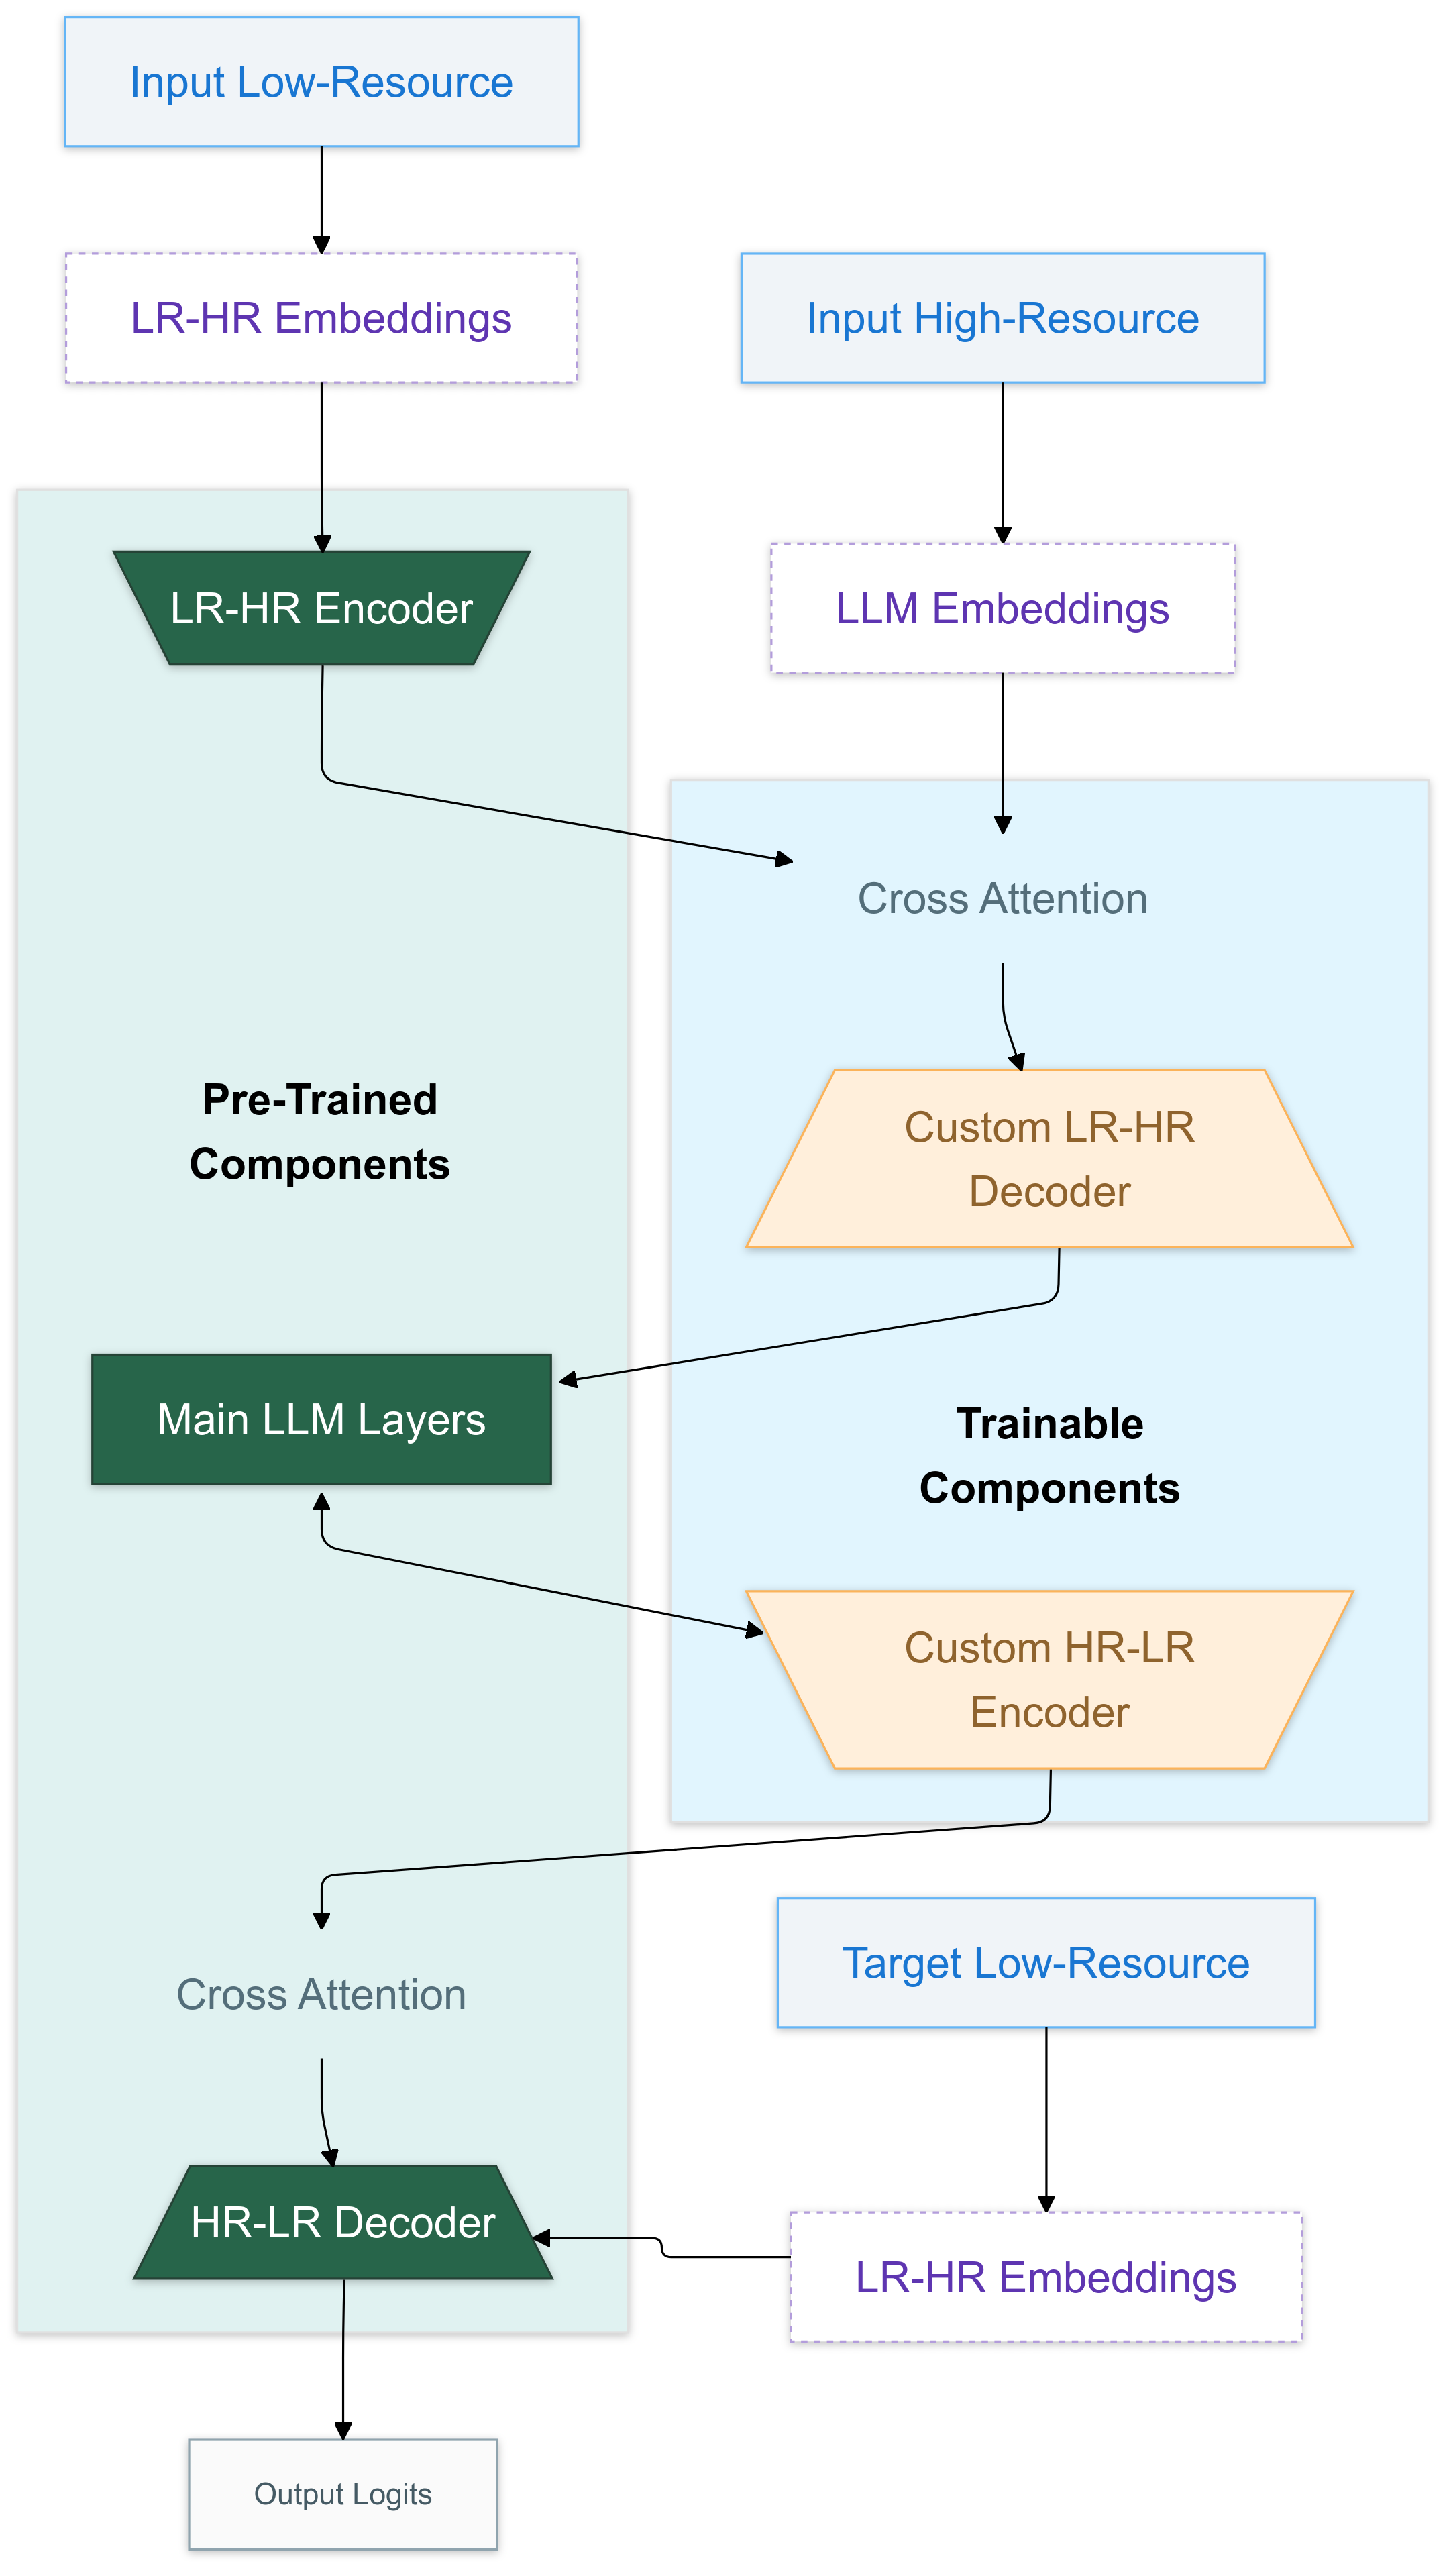 Input Low-Resource
LR-HR Embeddings
Input High-Resource
LR-HR Encoder
LLM Embeddings
Cross Attention
Pre-Trained
Components
Custom LR-HR
Decoder
Main LLM Layers
Trainable
Components
Custom HR-LR
Encoder
Cross Attention
Target Low-Resource
HR-LR Decoder
LR-HR Embeddings
Output Logits